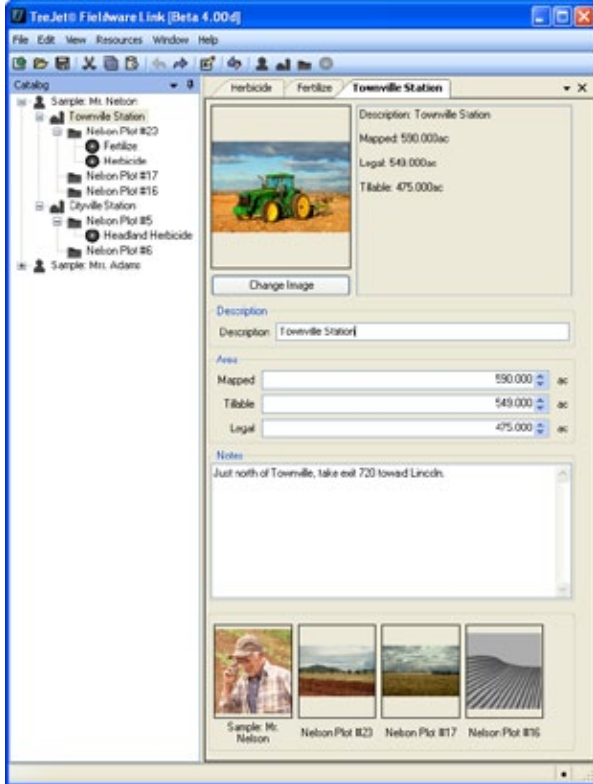 TeeJet® Fieldware Link [Beta 4.00d]
File Edit View Resources Window Help
Catalog
Sample: Mr. Nelson
Townville Station
Nelson Plot #23
Fertilize
Herbicide
Nelson Plot #17
Nelson Plot #16
Cityville Station
Nelson Plot #5
Headland Herbicide
Nelson Plot #6
Sample: Mrs. Adams
Herbicide Fertilize Townville Station
Description: Townville Station
Mapped: 590.000ac
Legal: 549.000ac
Tillable: 475.000ac
Change Image
Description
Description Townville Station
Area
Mapped 590.000 ac
Tillable 549.000 ac
Legal 475.000 ac
Notes
Just north of Townville, take exit 720 toward Lincoln.
Sample: Mr. Nelson
Nelson Plot #23
Nelson Plot #17
Nelson Plot #16